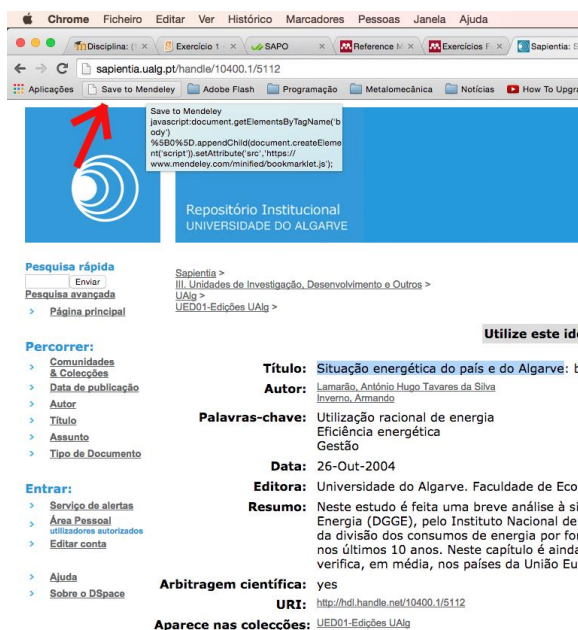 Chrome Ficheiro Editar Ver Histórico Marcadores Pessoas Janela Ajuda
Disciplina: ( Exercício 1 - SAPO Reference M Exercícios F Sapientia: S
sapientia.ualg.pt/handle/10400.1/5112
Aplicações Save to Mendeley Adobe Flash Programação Metalomecânica Notícias How To Upgra
Save to Mendeley
javascript:document.getElementsByTagName('b
ody')
%5B0%5D.appendChild(document.createEleme
nt('script')).setAttribute('src','https://
www.mendeley.com/minified/bookmarklet.js');
Repositório Institucional
UNIVERSIDADE DO ALGARVE
Pesquisa rápida
Enviar
Pesquisa avançada
> Página principal
Sapientia >
III. Unidades de Investigação, Desenvolvimento e Outros >
UAlg >
UED01-Edições UAlg >
Utilize este ide
Percorrer:
> Comunidades
& Colecções
> Data de publicação
> Autor
> Título
> Assunto
> Tipo de Documento
Entrar:
> Serviço de alertas
> Área Pessoal
utilizadores autorizados
> Editar conta
> Ajuda
> Sobre o DSpace
Título: Situação energética do país e do Algarve: b
Autor: Lamarão, António Hugo Tavares da Silva
Inverno, Armando
Palavras-chave: Utilização racional de energia
Eficiência energética
Gestão
Data: 26-Out-2004
Editora: Universidade do Algarve. Faculdade de Eco
Resumo: Neste estudo é feita uma breve análise à si
Energia (DGGE), pelo Instituto Nacional de
da divisão dos consumos de energia por for
nos últimos 10 anos. Neste capítulo é ainda
verifica, em média, nos países da União Eu
Arbitragem científica: yes
URI: http://hdl.handle.net/10400.1/5112
Aparece nas colecções: UED01-Edições UAlg